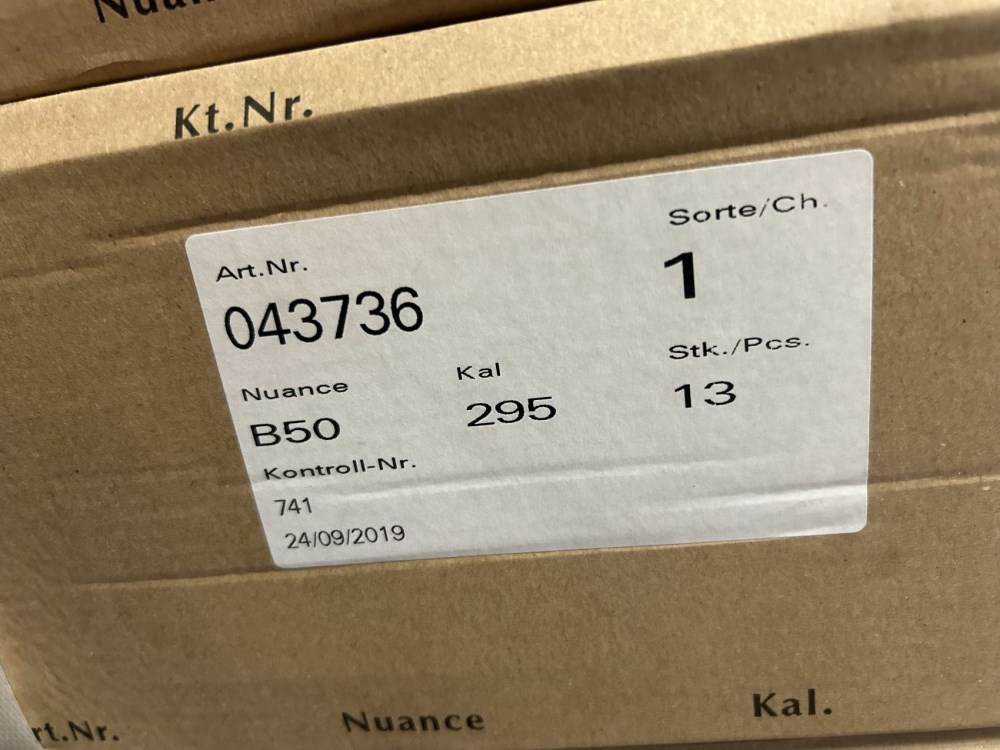 Kt.Nr.
Art.Nr.
Sorte/Ch.
043736
1
Nuance
Kal
Stk./Pcs.
B50
295
13
Kontroll-Nr.
741
24/09/2019
Nuance
Kal.